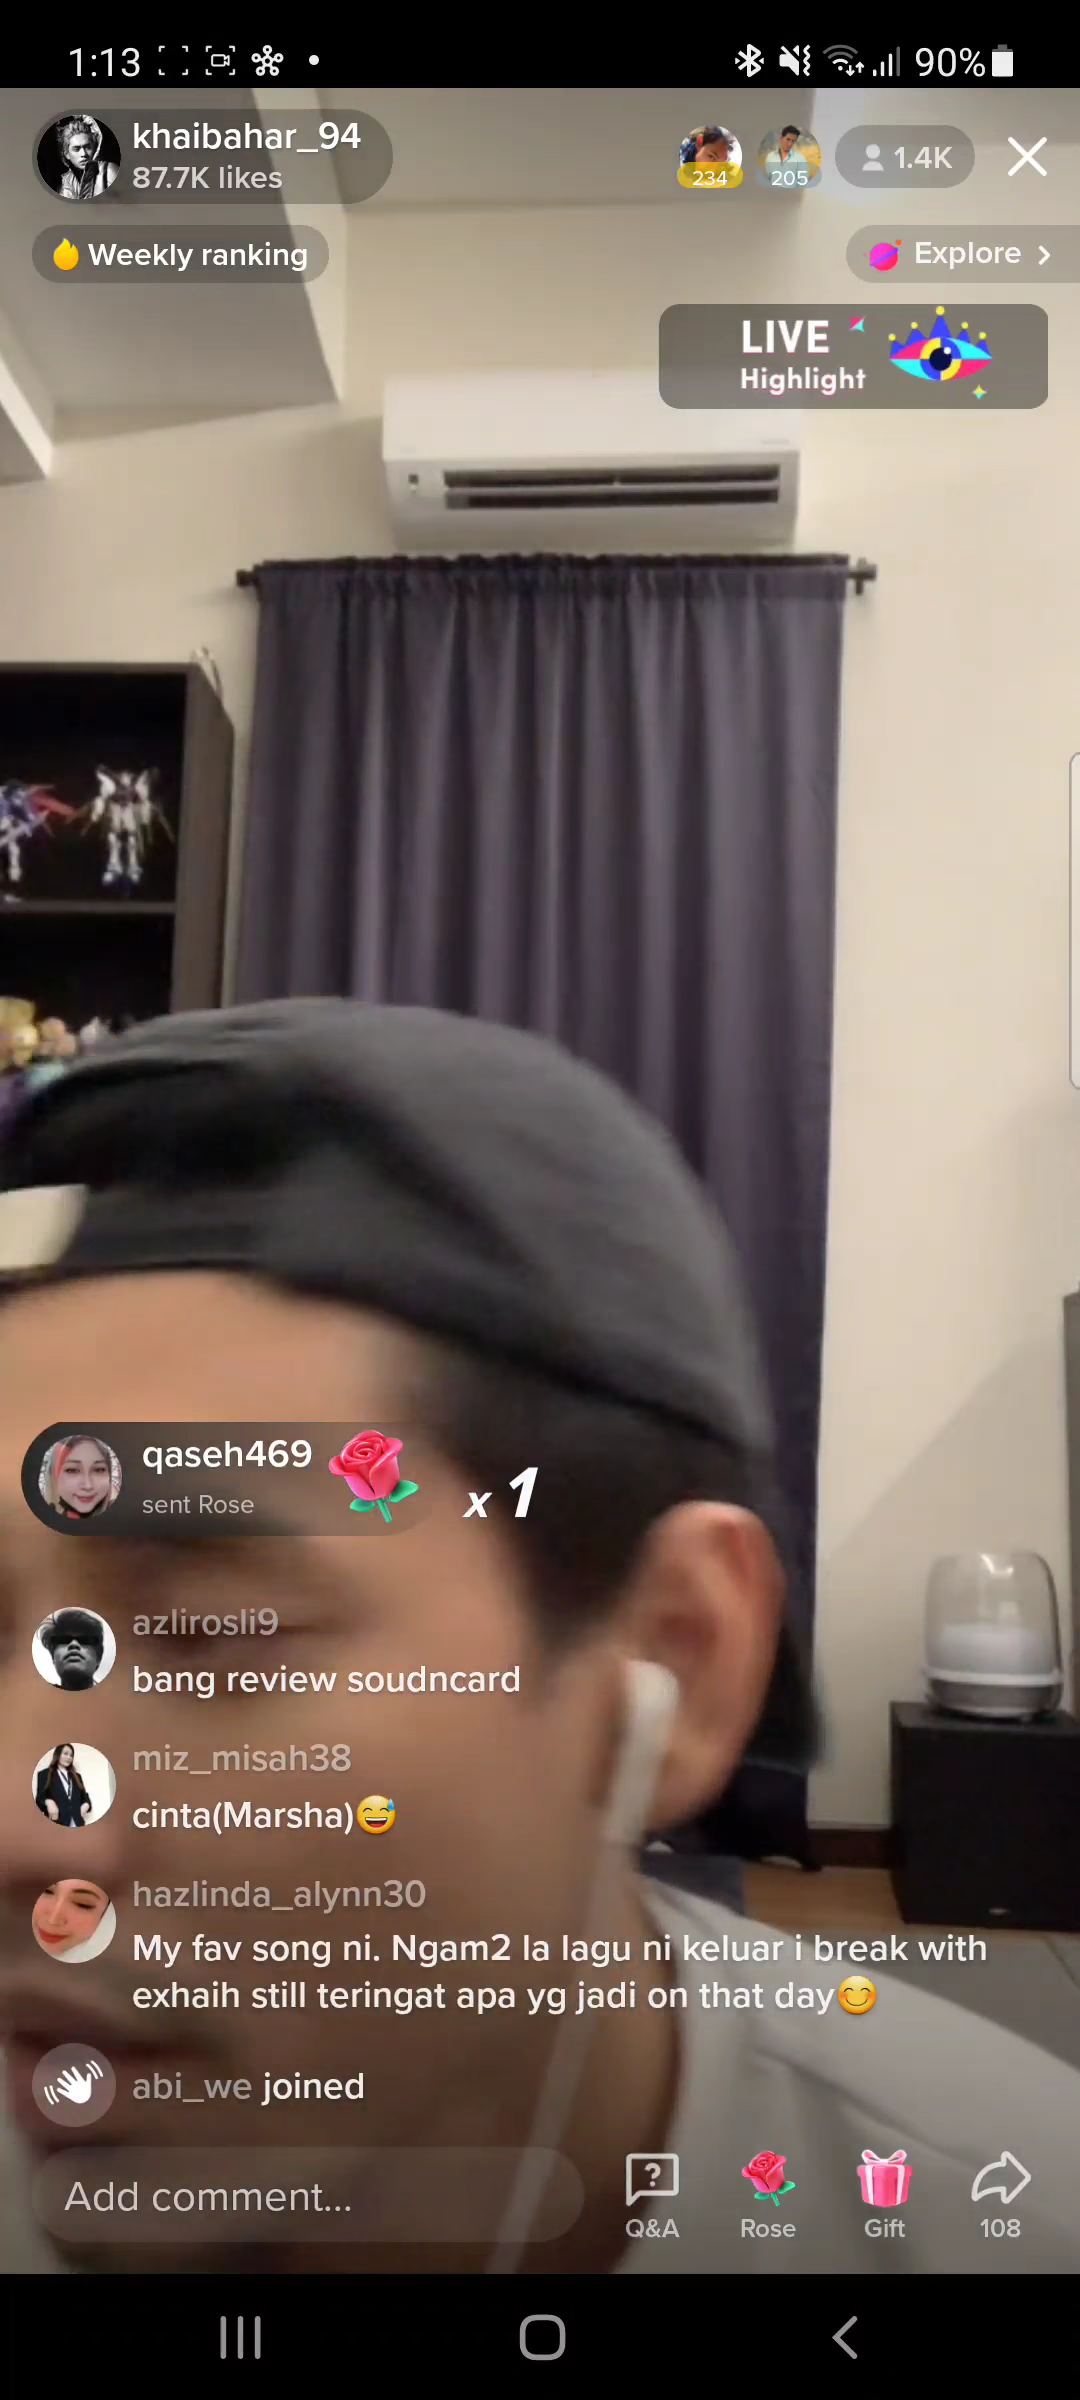 1:13
90%
khaibahar_94
87.7K likes
234
205
1.4K
Weekly ranking
Explore
LIVE
Highlight
qaseh469
sent Rose
x 1
azlirosli9
bang review soudncard
miz_misah38
cinta(Marsha)😅
hazlinda_alynn30
My fav song ni. Ngam2 la lagu ni keluar i break with
exhaih still teringat apa yg jadi on that day😊
abi_we joined
Add comment...
Q&A
Rose
Gift
108